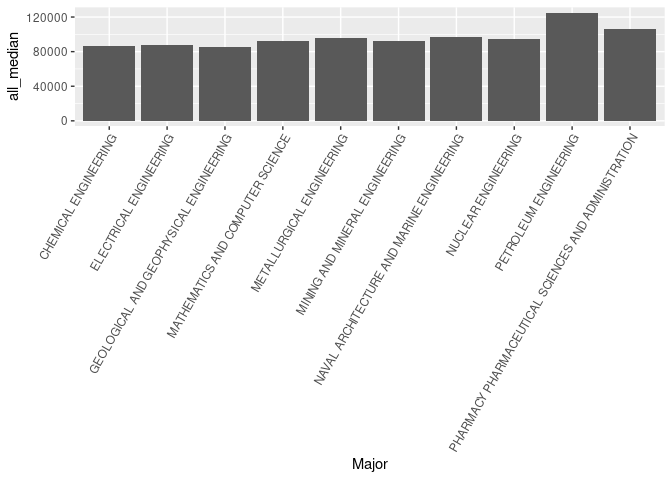 all_median
120000
80000
40000
0
CHEMICAL ENGINEERING
ELECTRICAL ENGINEERING
GEOLOGICAL AND GEOPHYSICAL ENGINEERING
MATHEMATICS AND COMPUTER SCIENCE
METALLURGICAL ENGINEERING
MINING AND MINERAL ENGINEERING
NAVAL ARCHITECTURE AND MARINE ENGINEERING
NUCLEAR ENGINEERING
PETROLEUM ENGINEERING
PHARMACY PHARMACEUTICAL SCIENCES AND ADMINISTRATION
Major